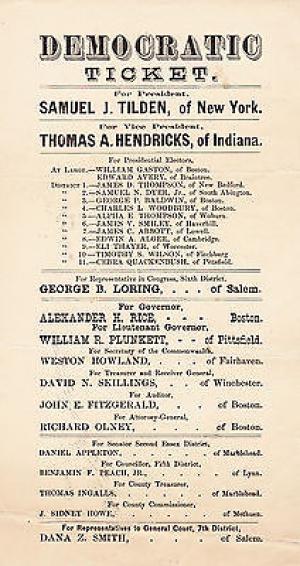 DEMOCRATIC
TICKET.
For President,
SAMUEL J. TILDEN, of New York.
For Vice President,
THOMAS A. HENDRICKS, of Indiana.
For Presidential Electors,
AT LARGE.—WILLIAM GASTON, of Boston.
EDWARD AVERY, of Braintree.
DISTRICT 1.—JAMES D. THOMPSON, of New Bedford.
" 2.—SAMUEL N. DYER, Jr., of South Abington.
" 3.—GEORGE P. BALDWIN, of Boston.
" 4.—CHARLES L. WOODBURY, of Boston.
" 5.—ALPHA E. THOMPSON, of Woburn.
" 6.—JAMES V. SMILEY, of Haverhill.
" 7.—JAMES C. ABBOTT, of Lowell.
" 8.—EDWIN A. ALGER, of Cambridge.
" 9.—ELI THAYER, of Worcester.
" 10.—TIMOTHY S. WILSON, of Fitchburg
" 11.—CEBRA QUACKENBUSH, of Pittsfield.
For Representative in Congress, Sixth District,
GEORGE B. LORING, . . . of Salem.
For Governor,
ALEXANDER H. RICE, - - Boston.
For Lieutenant Governor,
WILLIAM R. PLUNKETT, - - of Pittsfield.
For Secretary of the Commonwealth,
WESTON HOWLAND, . . . of Fairhaven.
For Treasurer and Receiver General,
DAVID N. SKILLINGS, . . . of Winchester.
For Auditor,
JOHN E. FITZGERALD, . . . of Boston.
For Attorney-General,
RICHARD OLNEY, . . . . of Boston.
For Senator Second Essex District,
DANIEL APPLETON, . . . . of Marblehead.
For Councillor, Fifth District,
BENJAMIN F. PEACH, JR., . . . of Lynn.
For County Treasurer,
THOMAS INGALLS, . . . . of Marblehead.
For County Commissioner,
J. SIDNEY HOWE, . . . . of Methuen.
For Representatives to General Court, 7th District,
DANA Z. SMITH, . . . . of Salem.